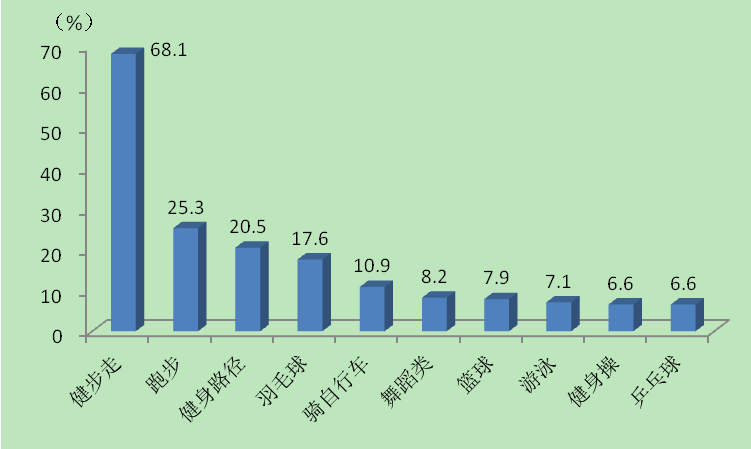 （%）
70
60
50
40
30
20
10
0
68.1
25.3
20.5
17.6
10.9
8.2
7.9
7.1
6.6
6.6
健步走
跑步
健身路径
羽毛球
骑自行车
舞蹈类
篮球
游泳
健身操
乒乓球